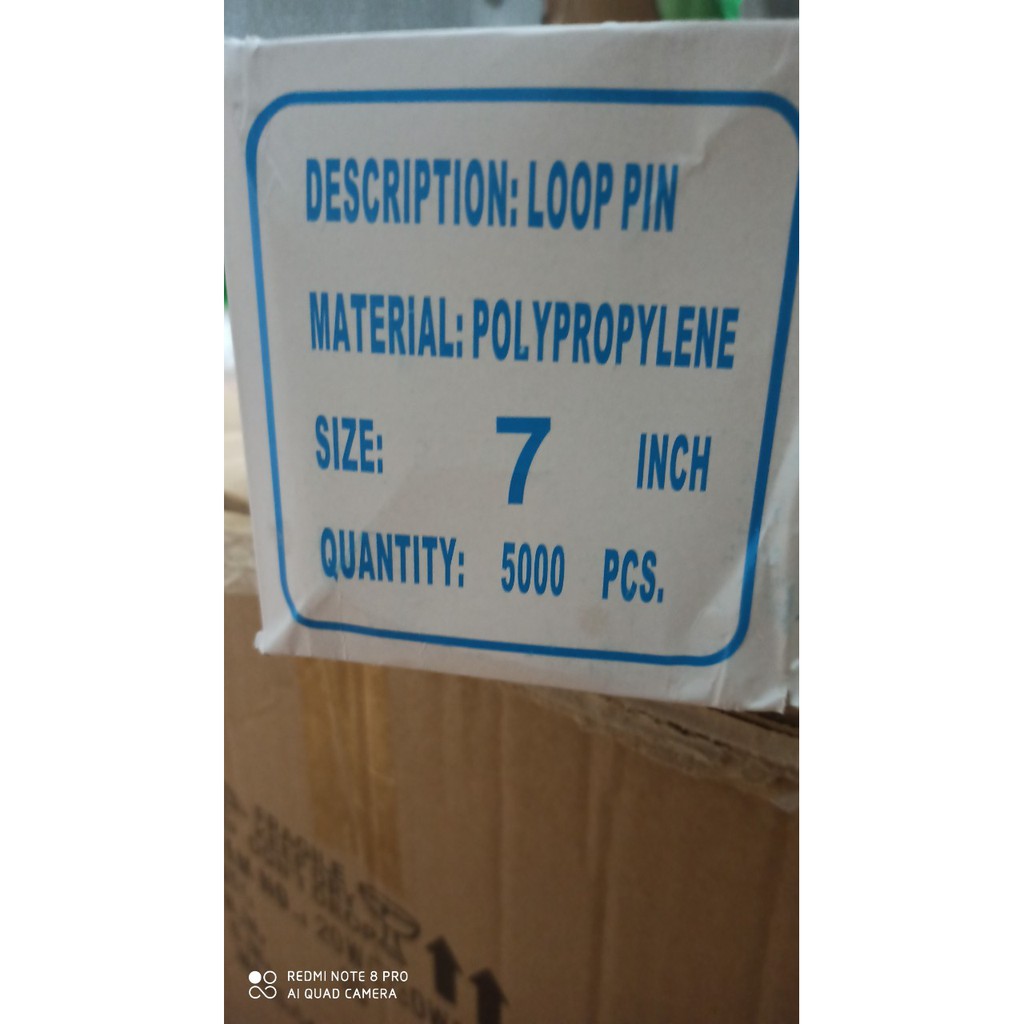 DESCRIPTION: LOOP PIN
MATERIAL: POLYPROPYLENE
SIZE: 7 INCH
QUANTITY: 5000 PCS.
REDMI NOTE 8 PRO
AI QUAD CAMERA